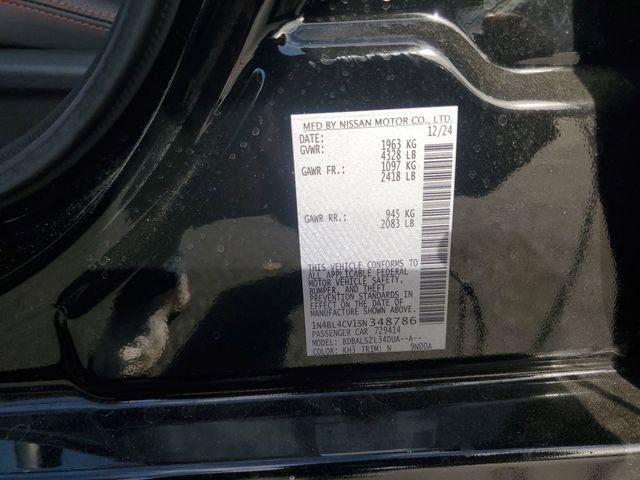 MFD BY NISSAN MOTOR CO., LTD.
DATE: 12/24
GVWR: 1963 KG
4328 LB
GAWR FR.: 1097 KG
2418 LB
GAWR RR.: 945 KG
2083 LB
THIS VEHICLE CONFORMS TO
ALL APPLICABLE FEDERAL
MOTOR VEHICLE SAFETY,
BUMPER, AND THEFT
PREVENTION STANDARDS IN
EFFECT ON THE DATE OF
MANUFACTURE SHOWN ABOVE.
1N4BL4CV1SN348786
PASSENGER CAR 729414
MODEL: BDBALSZL34DUA--A--
COLOR: KH3 TRIM: N 9N00A